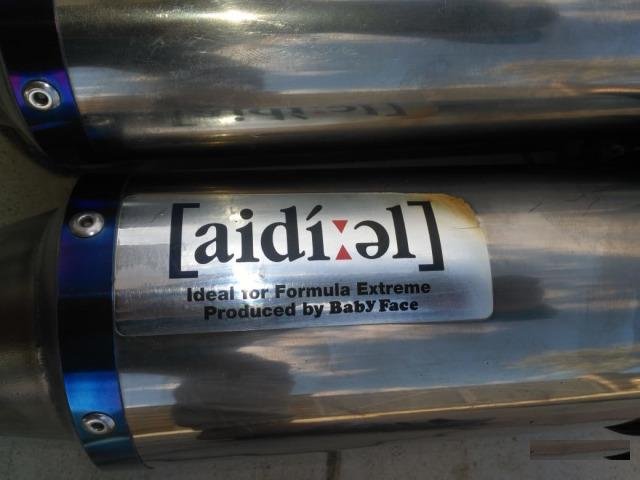 [aidí:əl]
Ideal for Formula Extreme
Produced by Baby Face